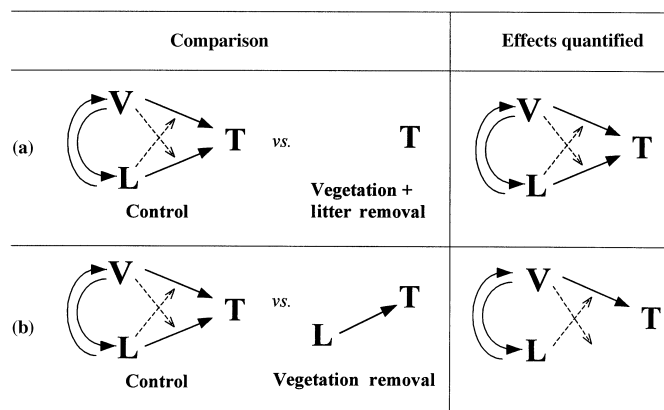 Comparison Effects quantified
V V
(a) T vs. T T
L Vegetation + L
Control litter removal
V V
(b) T vs. T T
L L L
Control Vegetation removal